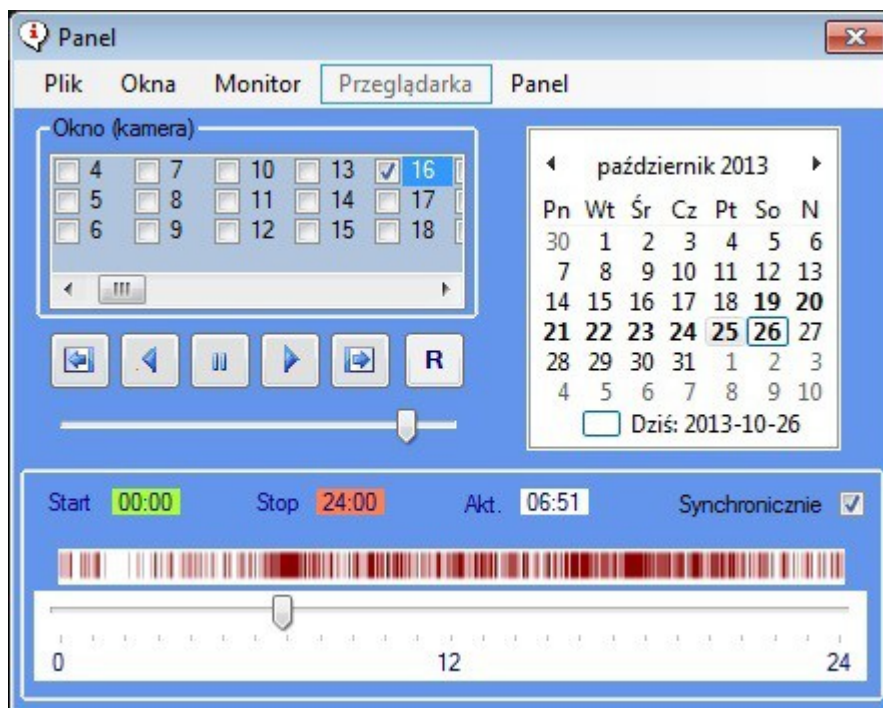 Panel
Plik Okna Monitor Przeglądarka Panel
Okno (kamera)
4 7 10 13 16
5 8 11 14 17
6 9 12 15 18
R
październik 2013
Pn Wt Śr Cz Pt So N
30 1 2 3 4 5 6
7 8 9 10 11 12 13
14 15 16 17 18 19 20
21 22 23 24 25 26 27
28 29 30 31 1 2 3
4 5 6 7 8 9 10
Dziś: 2013-10-26
Start 00:00 Stop 24:00 Akt. 06:51 Synchronicznie
0 12 24